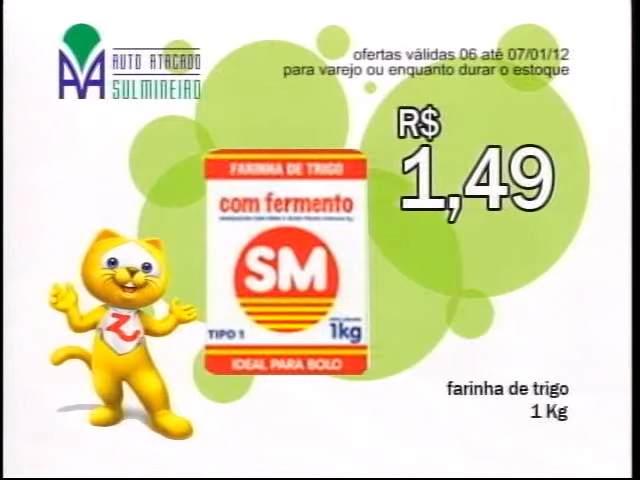 AUTO ATACADO
SULMINEIRO
ofertas válidas 06 até 07/01/12
para varejo ou enquanto durar o estoque
R$
1,49
FARINHA DE TRIGO
com fermento
SM
TIPO 1
1kg
IDEAL PARA BOLO
farinha de trigo
1 Kg